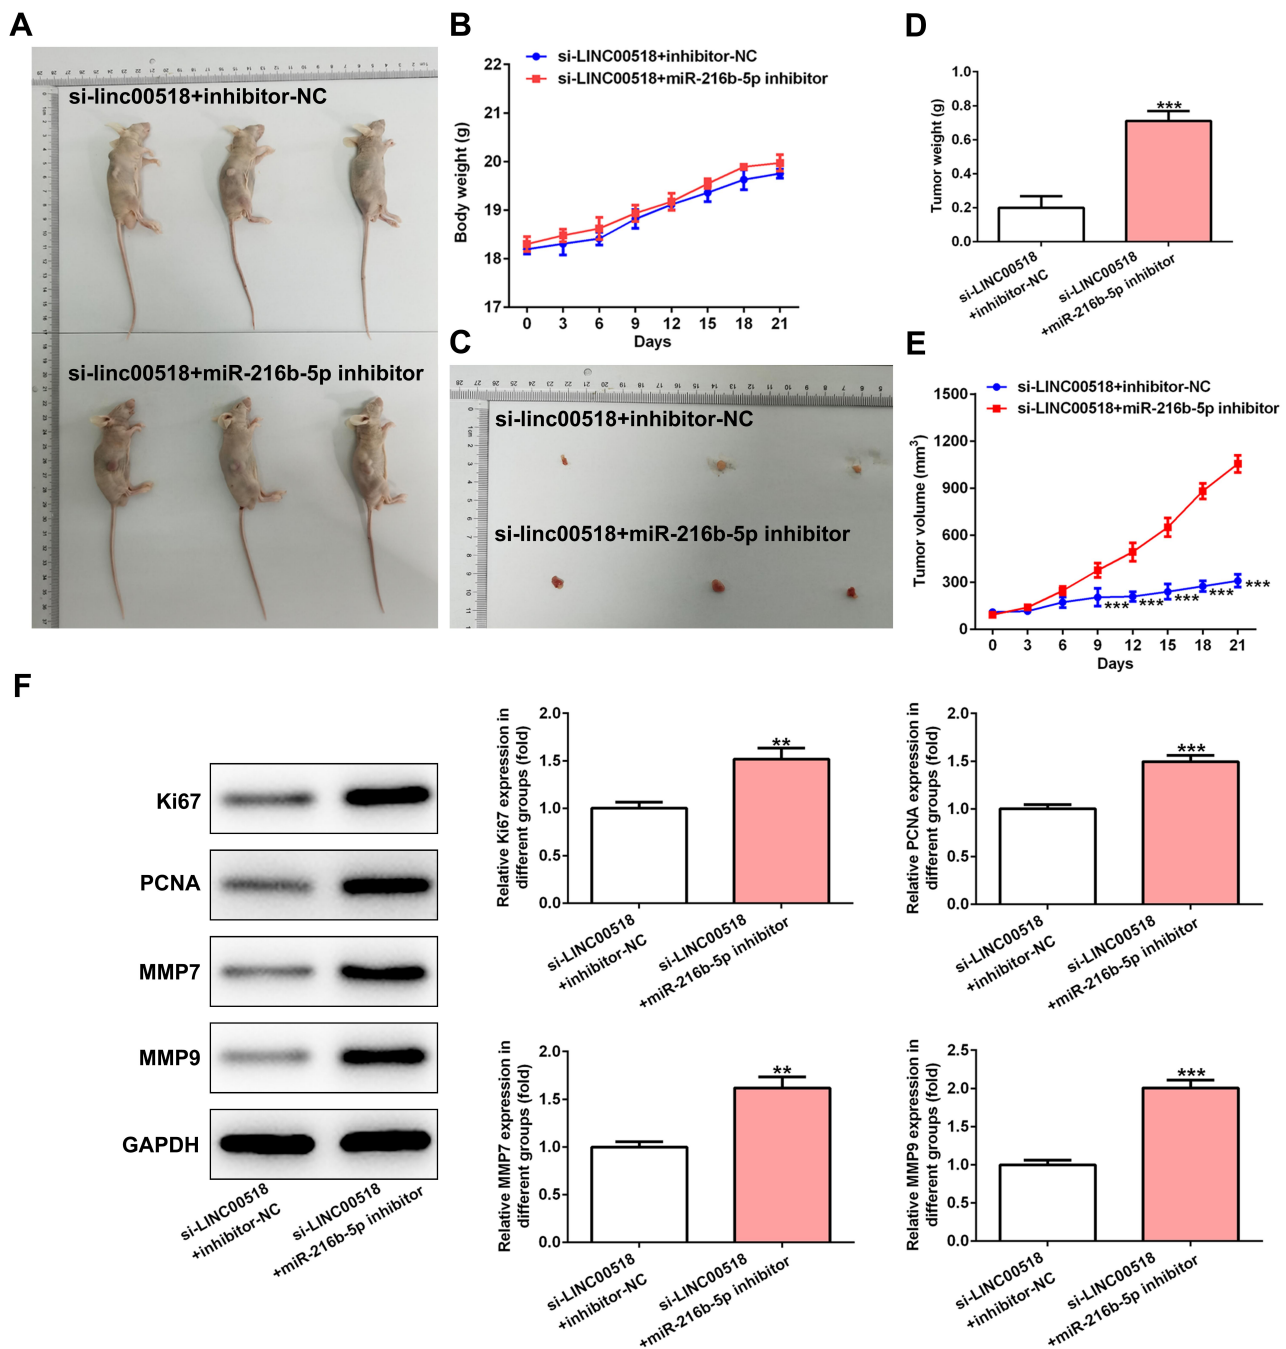 A
si-linc00518+inhibitor-NC
si-linc00518+miR-216b-5p inhibitor
B
si-LINC00518+inhibitor-NC
si-LINC00518+miR-216b-5p inhibitor
Body weight (g)
22
21
20
19
18
17
0 3 6 9 12 15 18 21
Days
C
si-linc00518+inhibitor-NC
si-linc00518+miR-216b-5p inhibitor
D
Tumor weight (g)
1.0
0.8
0.6
0.4
0.2
0.0
***
si-LINC00518
+inhibitor-NC
si-LINC00518
+miR-216b-5p inhibitor
E
si-LINC00518+inhibitor-NC
si-LINC00518+miR-216b-5p inhibitor
Tumor volume (mm3)
1500
1200
900
600
300
0
*** *** *** *** ***
0 3 6 9 12 15 18 21
Days
F
Ki67
PCNA
MMP7
MMP9
GAPDH
si-LINC00518
+inhibitor-NC
si-LINC00518
+miR-216b-5p inhibitor
Relative Ki67 expression in
different groups (fold)
2.0
1.5
1.0
0.5
0.0
**
si-LINC00518
+inhibitor-NC
si-LINC00518
+miR-216b-5p inhibitor
Relative PCNA expression in
different groups (fold)
2.0
1.5
1.0
0.5
0.0
***
si-LINC00518
+inhibitor-NC
si-LINC00518
+miR-216b-5p inhibitor
Relative MMP7 expression in
different groups (fold)
2.0
1.5
1.0
0.5
0.0
**
si-LINC00518
+inhibitor-NC
si-LINC00518
+miR-216b-5p inhibitor
Relative MMP9 expression in
different groups (fold)
2.5
2.0
1.5
1.0
0.5
0.0
***
si-LINC00518
+inhibitor-NC
si-LINC00518
+miR-216b-5p inhibitor